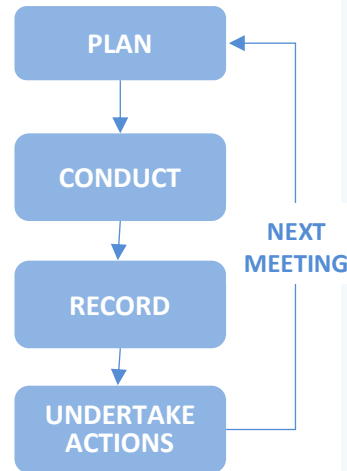 PLAN
CONDUCT
NEXT
MEETING
RECORD
UNDERTAKE
ACTIONS